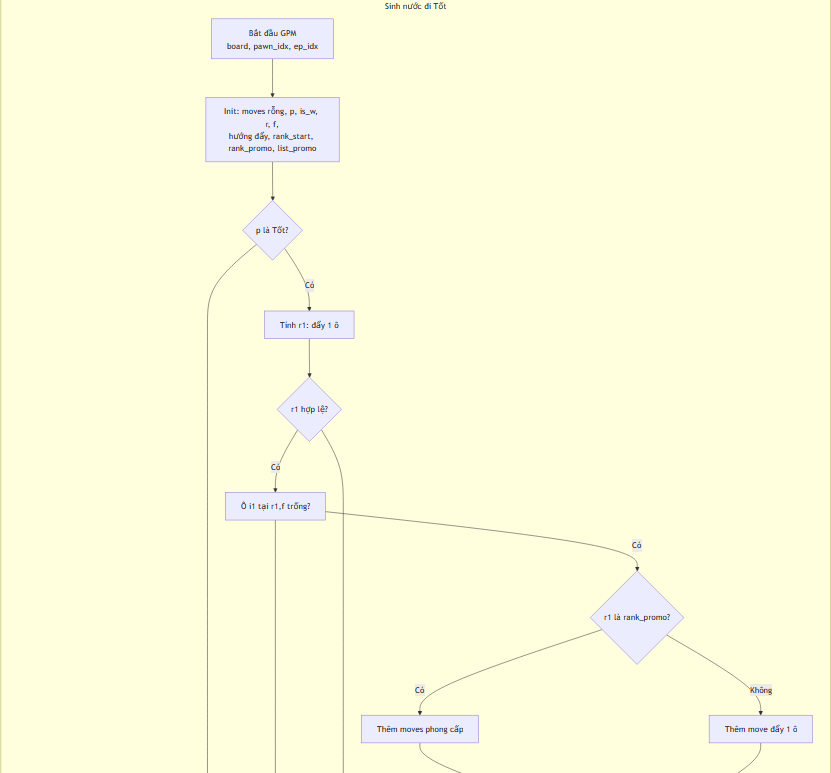 Sinh nước đi Tốt
Bắt đầu GPM
board, pawn_idx, ep_idx
Init: moves rỗng, p, is_w,
r, f,
hướng đẩy, rank_start,
rank_promo, list_promo
p là Tốt?
Có
Tính r1: đẩy 1 ô
r1 hợp lệ?
Có
Ô i1 tại r1,f trống?
Có
r1 là rank_promo?
Có
Không
Thêm moves phong cấp
Thêm move đẩy 1 ô